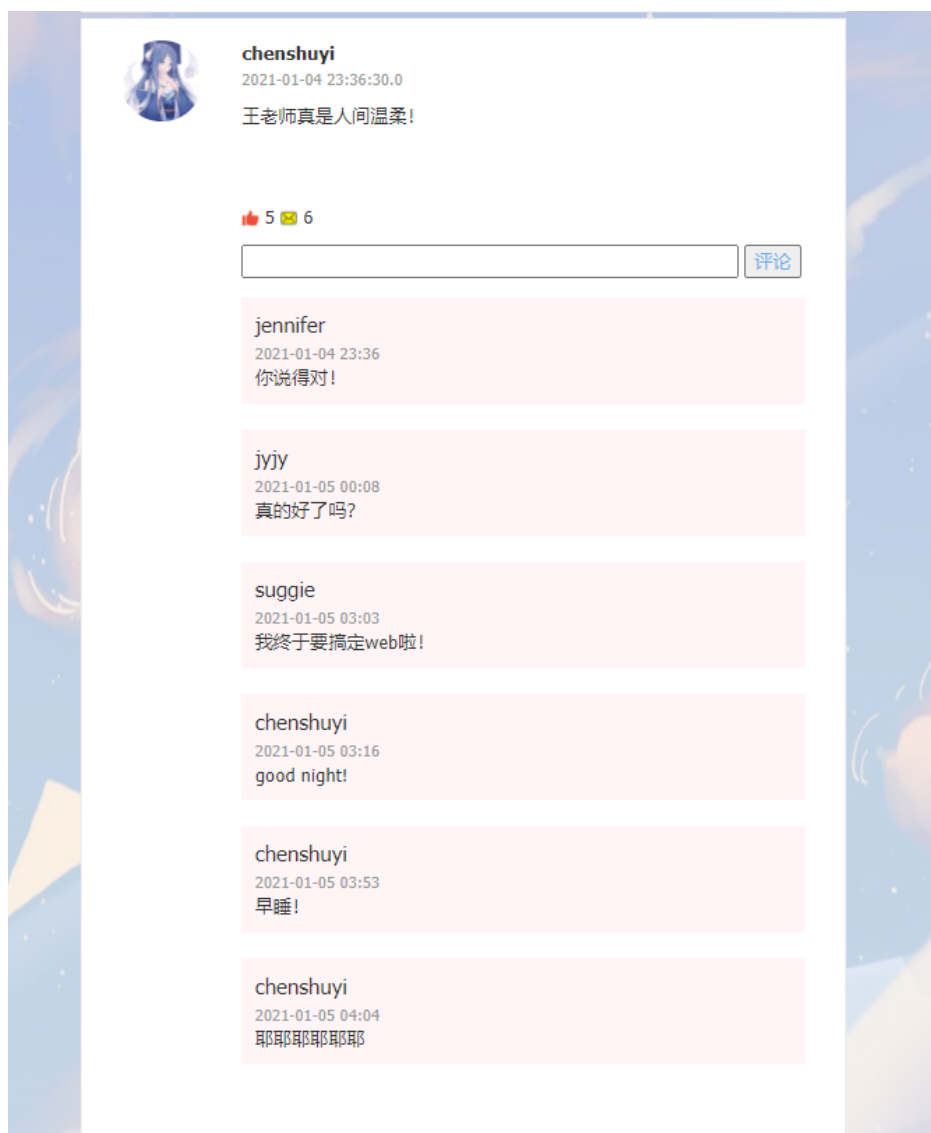 chenshuyi
2021-01-04 23:36:30.0
王老师真是人间温柔!
5 6
评论
jennifer
2021-01-04 23:36
你说得对!
jyjy
2021-01-05 00:08
真的好了吗?
suggie
2021-01-05 03:03
我终于要搞定web啦!
chenshuyi
2021-01-05 03:16
good night!
chenshuyi
2021-01-05 03:53
早睡!
chenshuyi
2021-01-05 04:04
耶耶耶耶耶耶